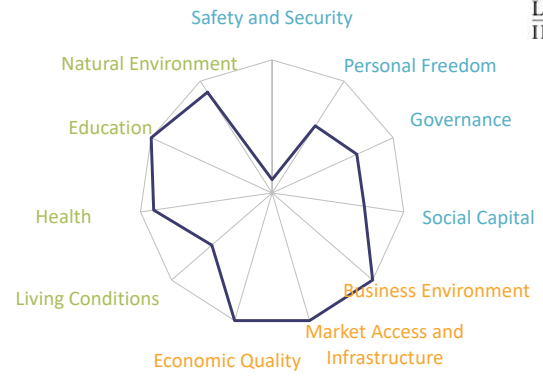 Safety and Security
Natural Environment
Personal Freedom
Education
Governance
Health
Social Capital
Living Conditions
Business Environment
Market Access and
Infrastructure
Economic Quality